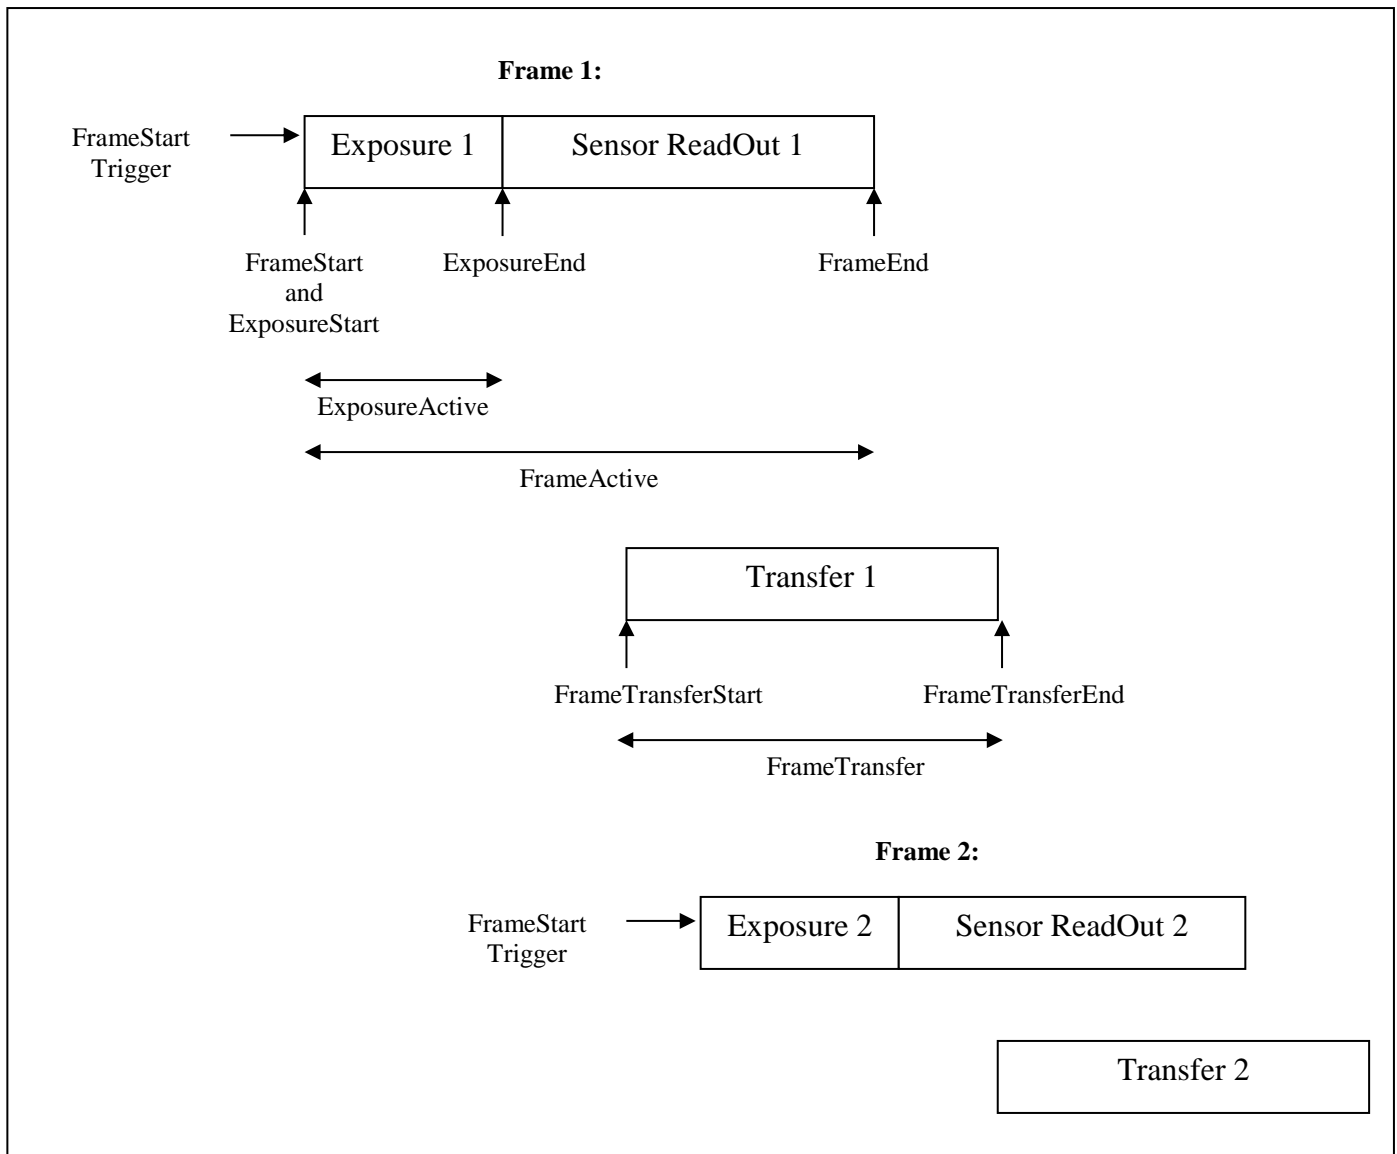 Frame 1:
FrameStart
Trigger
Exposure 1
Sensor ReadOut 1
FrameStart
and
ExposureStart
ExposureEnd
FrameEnd
ExposureActive
FrameActive
Transfer 1
FrameTransferStart
FrameTransferEnd
FrameTransfer
Frame 2:
FrameStart
Trigger
Exposure 2
Sensor ReadOut 2
Transfer 2